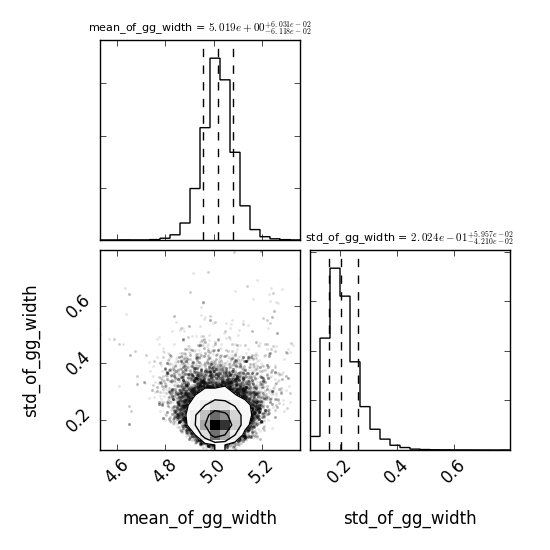 mean_of_gg_width = 5.019e+00+6.031e−02−6.118e−02
std_of_gg_width = 2.024e−01+5.957e−02−4.210e−02
std_of_gg_width
0.6
0.4
0.2
4.6 4.8 5.0 5.2
0.2 0.4 0.6
mean_of_gg_width
std_of_gg_width